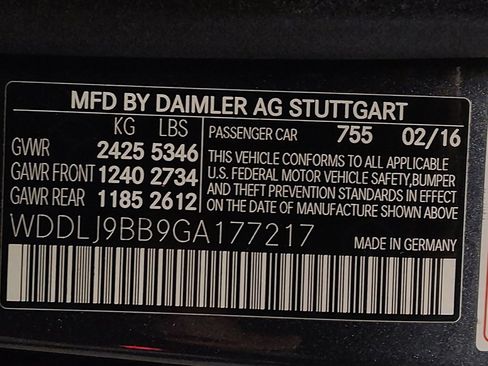 MFD BY DAIMLER AG STUTTGART
KG LBS
GVWR 2425 5346
GAWR FRONT 1240 2734
GAWR REAR 1185 2612
PASSENGER CAR 755 02/16
THIS VEHICLE CONFORMS TO ALL APPLICABLE
U.S. FEDERAL MOTOR VEHICLE SAFETY,BUMPER
AND THEFT PREVENTION STANDARDS IN EFFECT
ON THE DATE OF MANUFACTURE SHOWN ABOVE
WDDLJ9BB9GA177217 MADE IN GERMANY